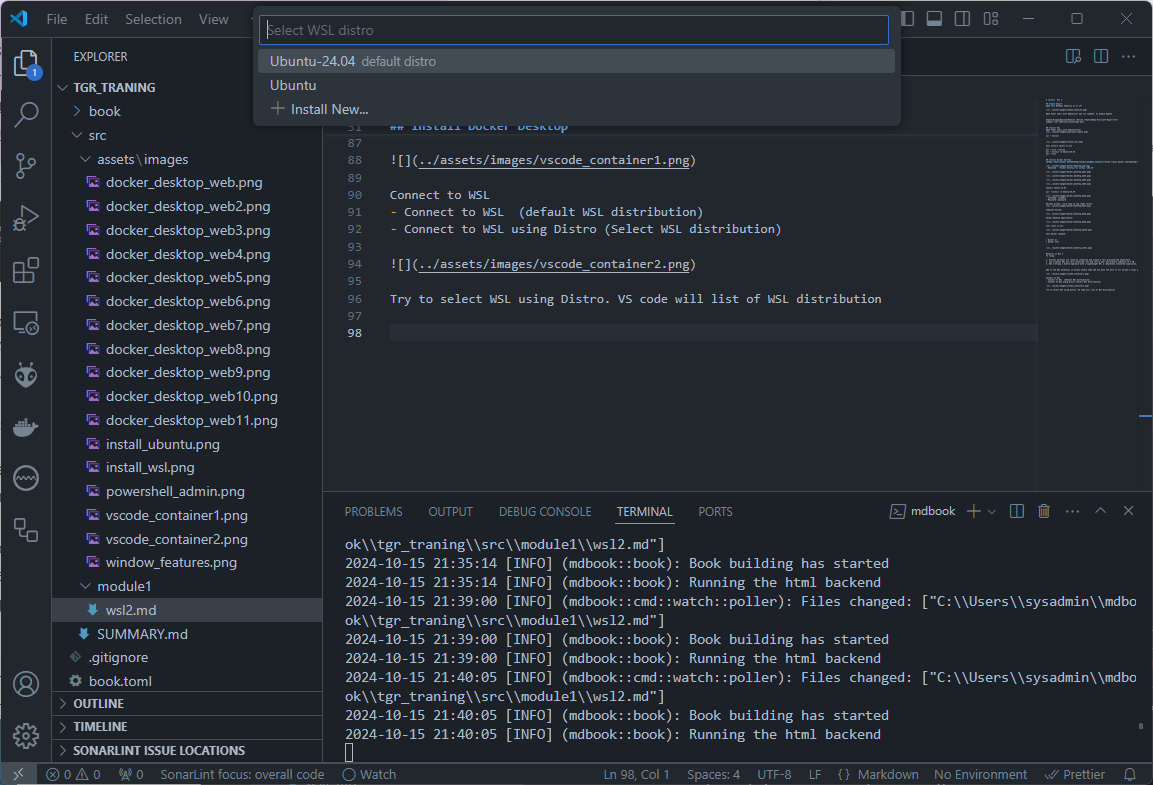 File Edit Selection View
Select WSL distro
Ubuntu-24.04 default distro
Ubuntu
Install New...
EXPLORER
1
TGR_TRANING
book
src
assets\images
docker_desktop_web.png
docker_desktop_web2.png
docker_desktop_web3.png
docker_desktop_web4.png
docker_desktop_web5.png
docker_desktop_web6.png
docker_desktop_web7.png
docker_desktop_web8.png
docker_desktop_web9.png
docker_desktop_web10.png
docker_desktop_web11.png
install_ubuntu.png
install_wsl.png
powershell_admin.png
vscode_container1.png
vscode_container2.png
window_features.png
module1
wsl2.md
SUMMARY.md
.gitignore
book.toml
OUTLINE
TIMELINE
SONARLINT ISSUE LOCATIONS
31 ## Install Docker Desktop
87
88 ![](../assets/images/vscode_container1.png)
89
90 Connect to WSL
91 - Connect to WSL  (default WSL distribution)
92 - Connect to WSL using Distro (Select WSL distribution)
93
94 ![](../assets/images/vscode_container2.png)
95
96 Try to select WSL using Distro. VS code will list of WSL distribution
97
98
PROBLEMS OUTPUT DEBUG CONSOLE TERMINAL PORTS mdbook
ok\\tgr_traning\\src\\module1\\wsl2.md"]
2024-10-15 21:35:14 [INFO] (mdbook::book): Book building has started
2024-10-15 21:35:14 [INFO] (mdbook::book): Running the html backend
2024-10-15 21:39:00 [INFO] (mdbook::cmd::watch::poller): Files changed: ["C:\\Users\\sysadmin\\mdbo
ok\\tgr_traning\\src\\module1\\wsl2.md"]
2024-10-15 21:39:00 [INFO] (mdbook::book): Book building has started
2024-10-15 21:39:00 [INFO] (mdbook::book): Running the html backend
2024-10-15 21:40:05 [INFO] (mdbook::cmd::watch::poller): Files changed: ["C:\\Users\\sysadmin\\mdbo
ok\\tgr_traning\\src\\module1\\wsl2.md"]
2024-10-15 21:40:05 [INFO] (mdbook::book): Book building has started
2024-10-15 21:40:05 [INFO] (mdbook::book): Running the html backend
0 0 0 SonarLint focus: overall code Watch Ln 98, Col 1 Spaces: 4 UTF-8 LF {} Markdown No Environment Prettier